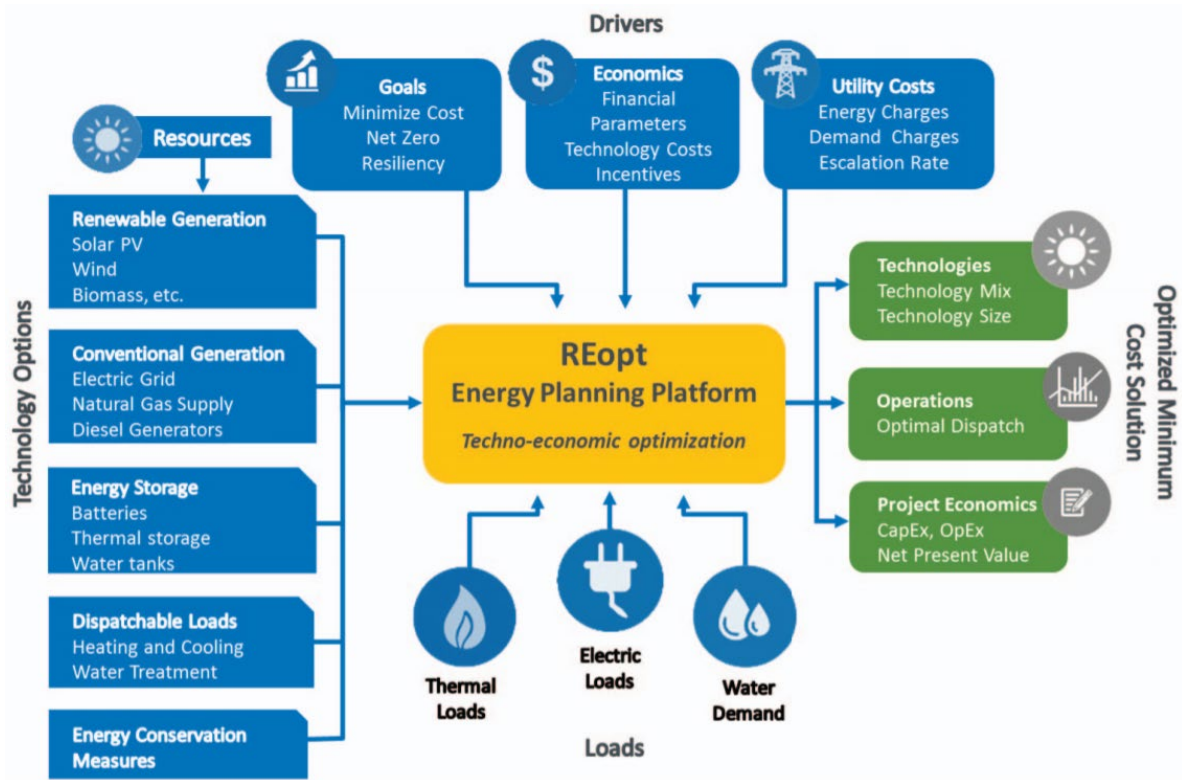 Drivers
Goals
Minimize Cost
Net Zero
Resiliency
Economics
Financial
Parameters
Technology Costs
Incentives
Utility Costs
Energy Charges
Demand Charges
Escalation Rate
Resources
Technology Options
Renewable Generation
Solar PV
Wind
Biomass, etc.
Conventional Generation
Electric Grid
Natural Gas Supply
Diesel Generators
Energy Storage
Batteries
Thermal storage
Water tanks
Dispatchable Loads
Heating and Cooling
Water Treatment
Energy Conservation
Measures
REopt
Energy Planning Platform
Techno-economic optimization
$
Thermal
Loads
Electric
Loads
Water
Demand
Loads
Technologies
Technology Mix
Technology Size
Operations
Optimal Dispatch
Project Economics
CapEx, OpEx
Net Present Value
Optimized Minimum
Cost Solution